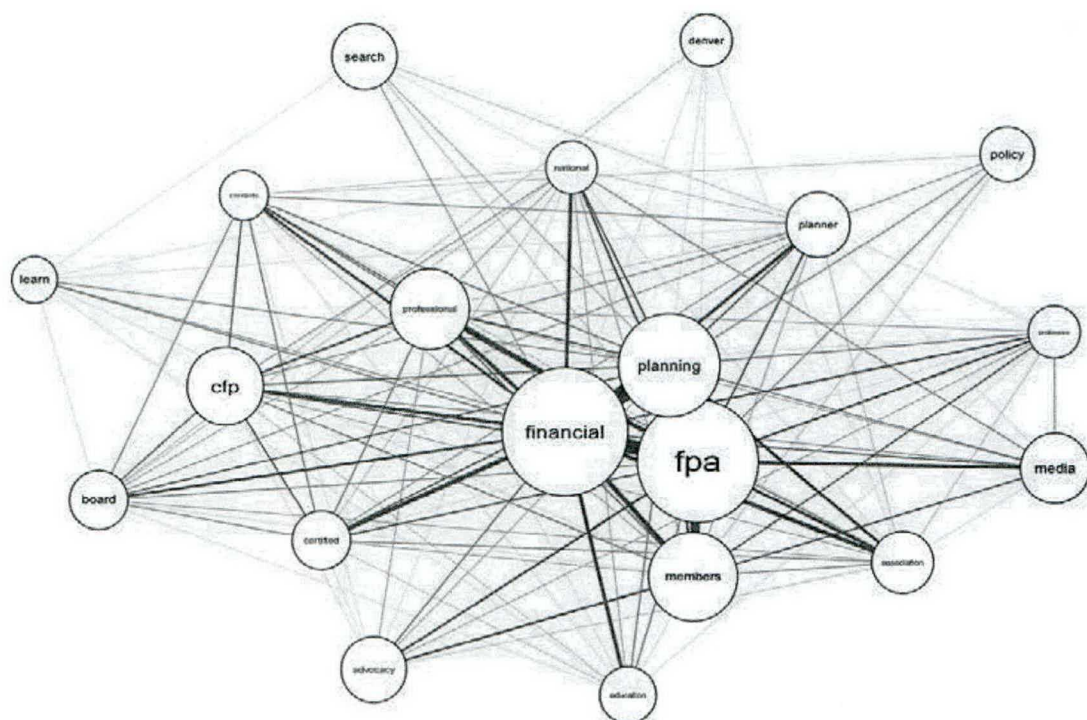 denver
search
policy
national
planner
learn
professional
planning
cfp
financial
fpa
media
board
certified
members
association
advocacy
education